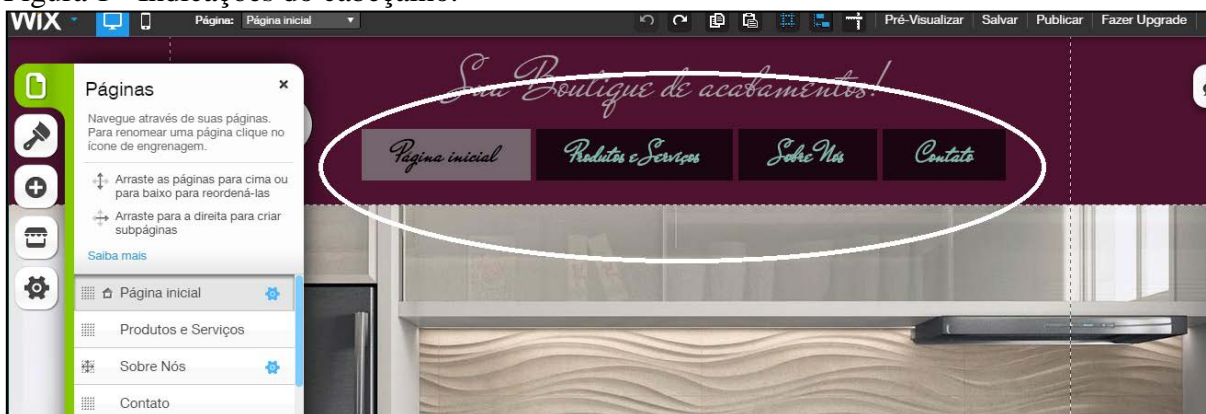 Figura 1 - Indicações do cabeçalho.
WiX Página: Página inicial Pré-Visualizar Salvar Publicar Fazer Upgrade
Sua Boutique de acabamentos!
Página inicial Produtos e Serviços Sobre Nós Contato
Páginas ×
Navegue através de suas páginas.
Para renomear uma página clique no
ícone de engrenagem.
Arraste as páginas para cima ou
para baixo para reordená-las
Arraste para a direita para criar
subpáginas
Saiba mais
Página inicial
Produtos e Serviços
Sobre Nós
Contato